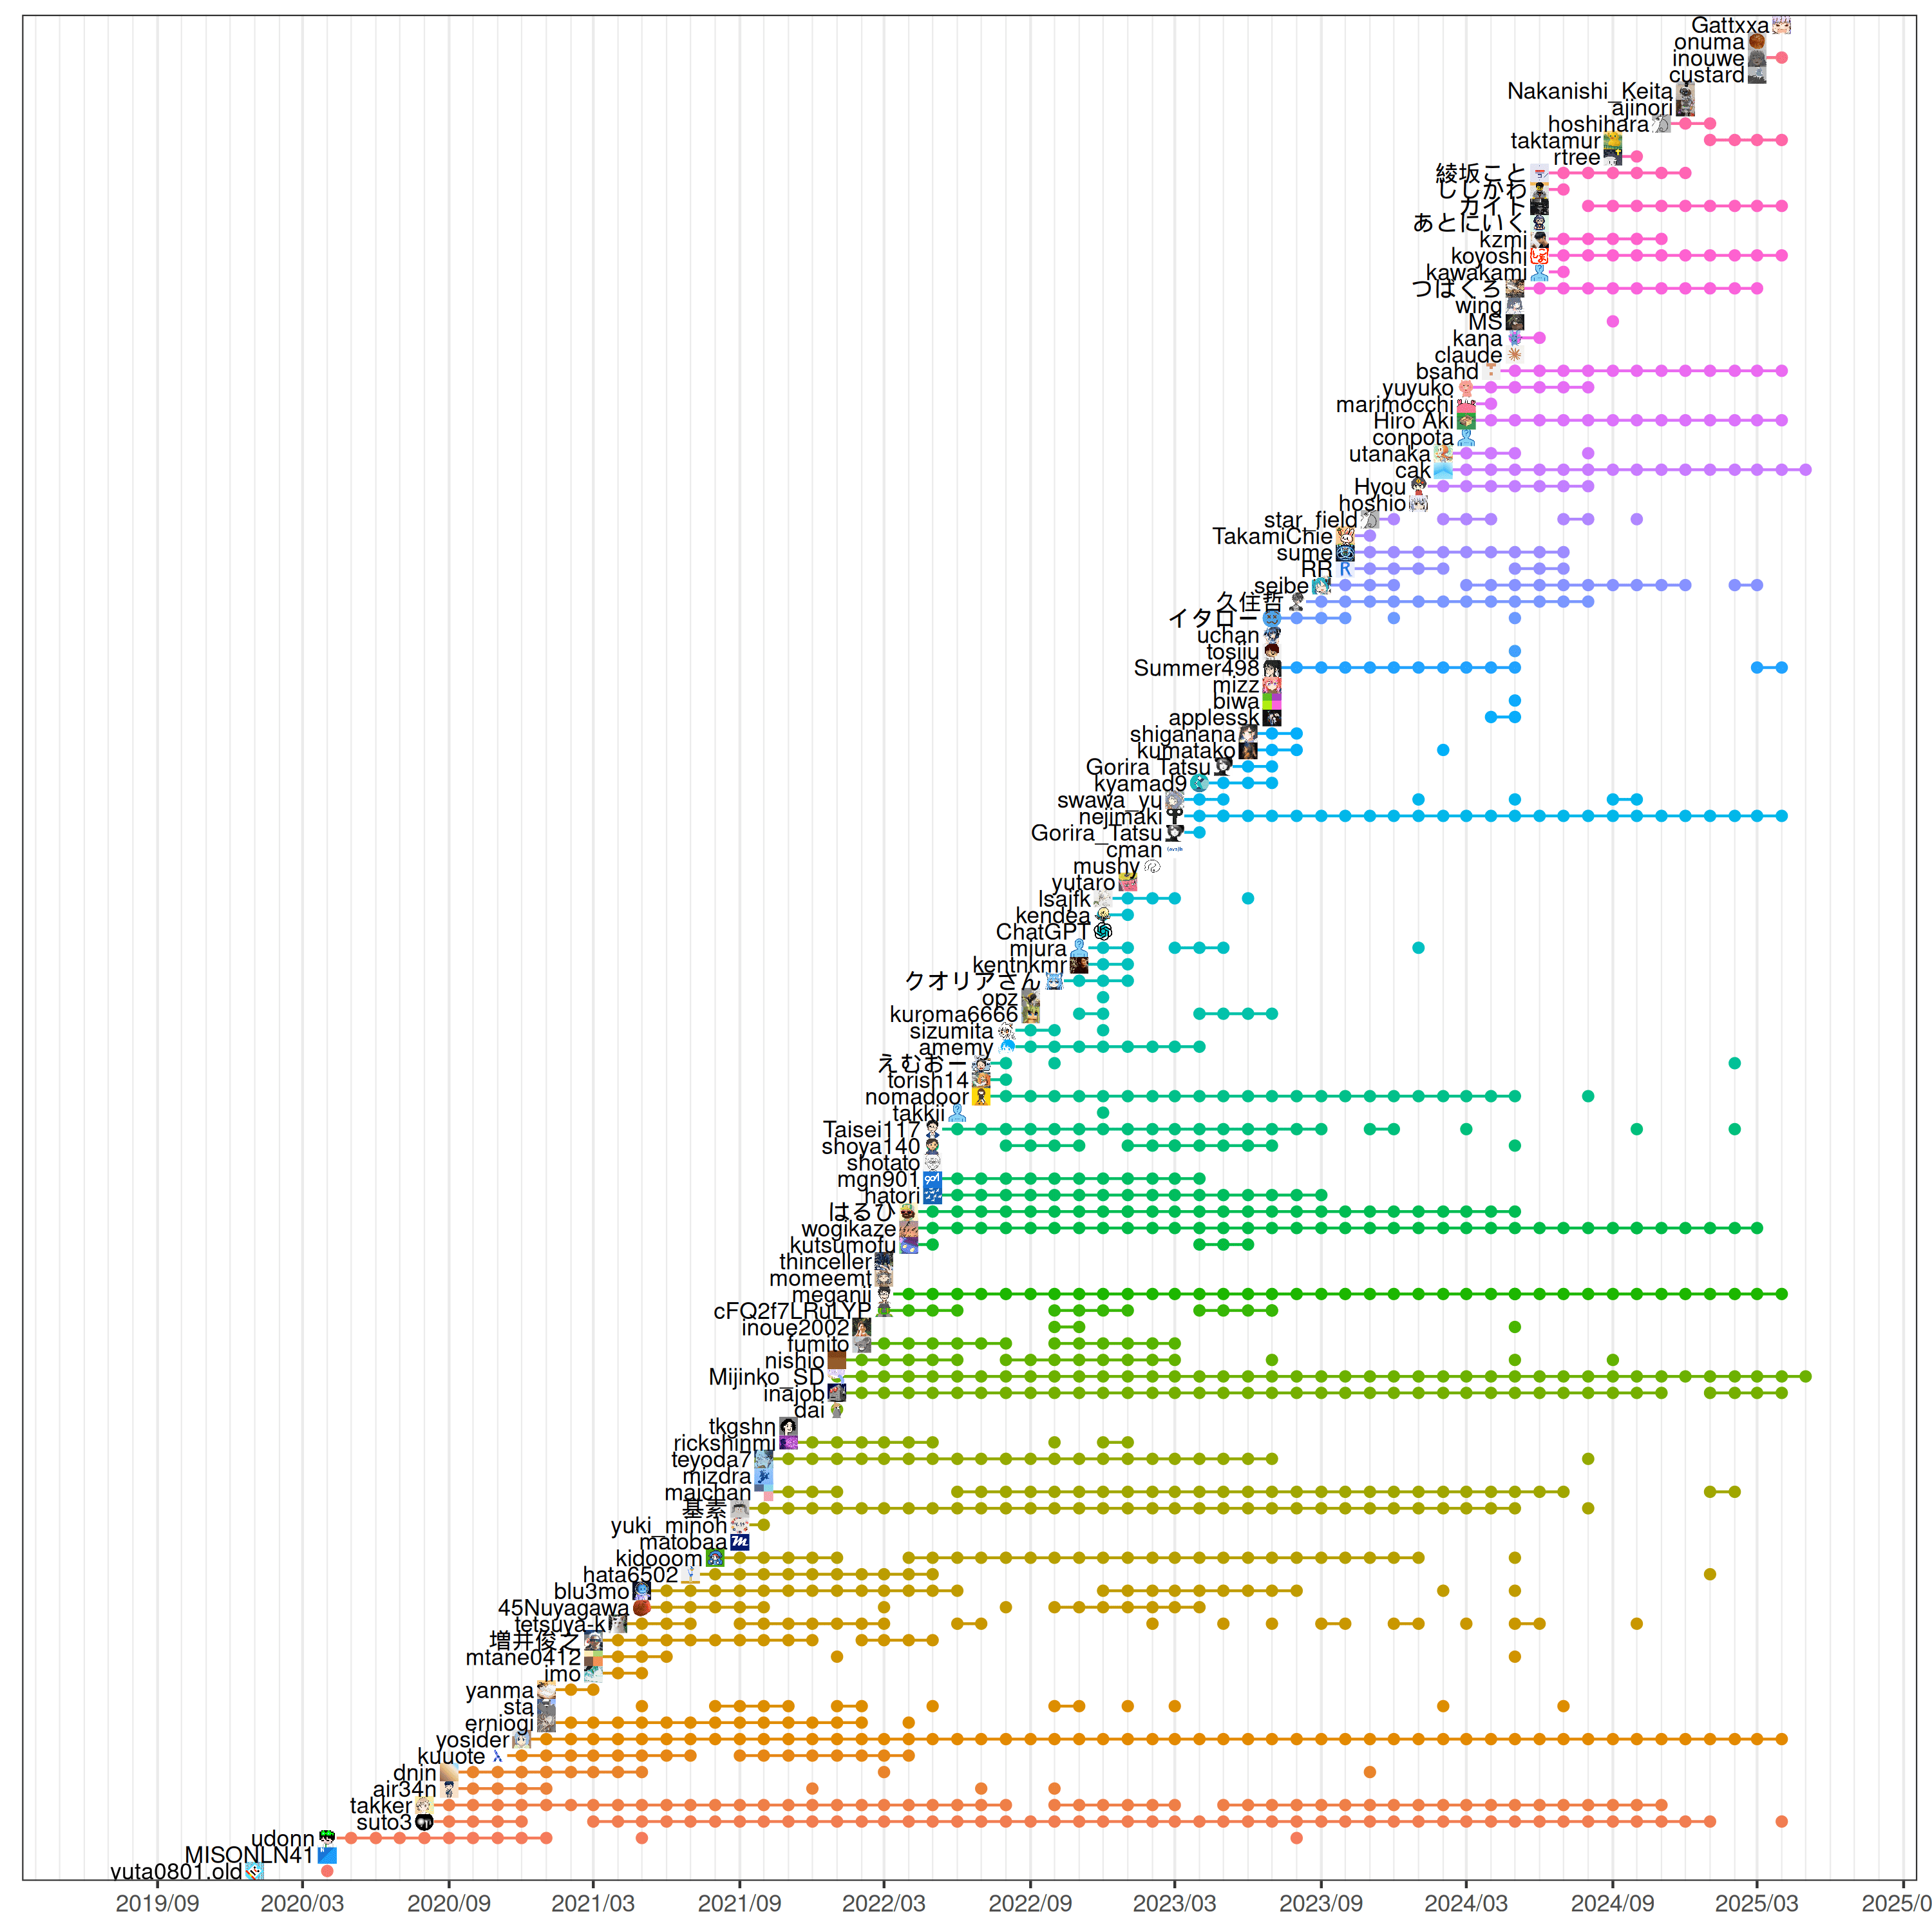 Gattxxa
onuma
inouwe
custard
Nakanishi_Keita
ajinori
hoshihara
taktamur
rtree
綾坂こと
ししかわ
カイト
あとにいく
kzmi
koyoshi
kawakami
つばくろ
wing
MS
kana
claude
bsahd
yuyuko
marimocchi
Hiro Aki
conpota
utanaka
cak
Hyou
hoshio
star_field
TakamiChie
sume
RR
seibe
久住哲
イタロー
uchan
tosiiu
Summer498
mizz
biwa
applessk
shiganana
kumatako
Gorira Tatsu
kyamad9
swawa_yu
nejimaki
Gorira_Tatsu
cman
mushy
yutaro
lsajfk
kendea
ChatGPT
miura
kentnkmr
クオリアさん
opz
kuroma6666
sizumita
amemy
えむおー
torish14
nomadoor
takkii
Taisei117
shoya140
shotato
mgn901
hatori
はるひ
wogikaze
kutsumofu
thinceller
momeemt
meganii
cFQ2f7LRuLYP
inoue2002
fumito
nishio
Mijinko_SD
inajob
dai
tkgshn
rickshinmi
teyoda7
mizdra
maichan
基素
yuki_minoh
matobaa
kidooom
hata6502
blu3mo
45Nuyagawa
tetsuya-k
増井俊之
mtane0412
imo
yanma
sta
erniogi
yosider
kuuote
dnin
air34n
takker
suto3
udonn
MISONLN41
yuta0801.old
2019/09 2020/03 2020/09 2021/03 2021/09 2022/03 2022/09 2023/03 2023/09 2024/03 2024/09 2025/03 2025/0